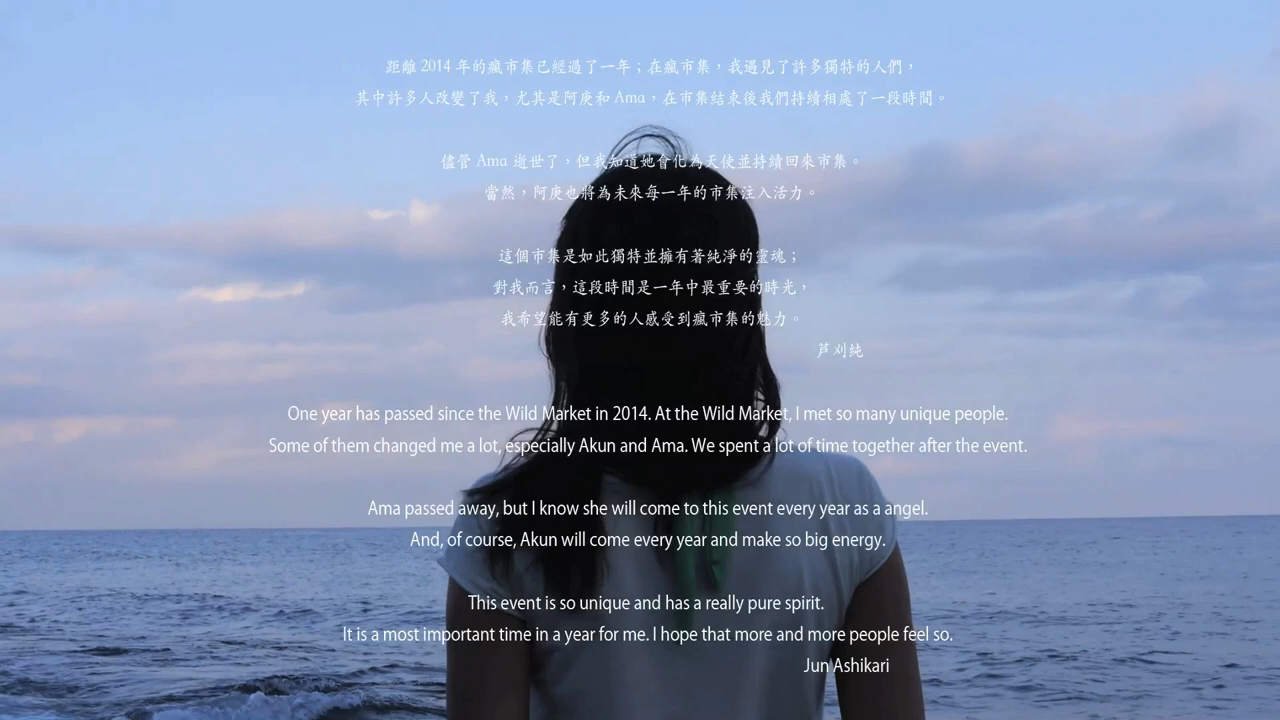 距離 2014 年的瘋市集已經過了一年；在瘋市集，我遇見了許多獨特的人們，
其中許多人改變了我，尤其是阿庚和 Ama，在市集結束後我們持續相處了一段時間。
儘管 Ama 逝世了，但我知道她會化為天使並持續回來市集。
當然，阿庚也將為未來每一年的市集注入活力。
這個市集是如此獨特並擁有著純淨的靈魂；
對我而言，這段時間是一年中最重要的時光，
我希望能有更多的人感受到瘋市集的魅力。
芦刈純
One year has passed since the Wild Market in 2014. At the Wild Market, I met so many unique people.
Some of them changed me a lot, especially Akun and Ama. We spent a lot of time together after the event.
Ama passed away, but I know she will come to this event every year as a angel.
And, of course, Akun will come every year and make so big energy.
This event is so unique and has a really pure spirit.
It is a most important time in a year for me. I hope that more and more people feel so.
Jun Ashikari